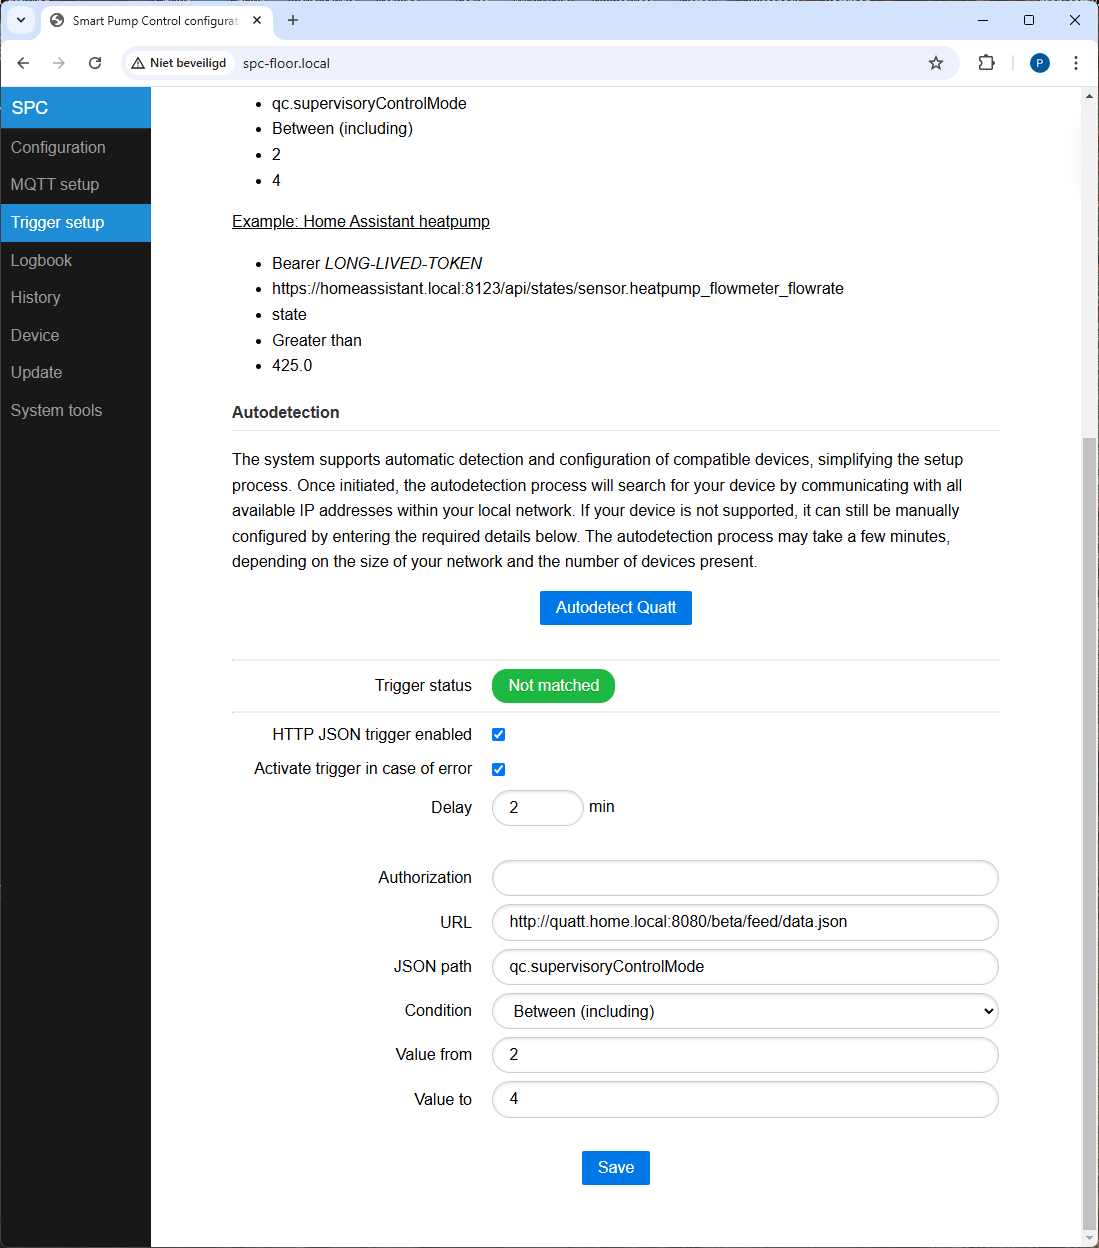 Smart Pump Control configurat
Niet beveiligd
spc-floor.local
P
SPC
Configuration
MQTT setup
Trigger setup
Logbook
History
Device
Update
System tools
qc.supervisoryControlMode
Between (including)
2
4
Example: Home Assistant heatpump
Bearer LONG-LIVED-TOKEN
https://homeassistant.local:8123/api/states/sensor.heatpump_flowmeter_flowrate
state
Greater than
425.0
Autodetection
The system supports automatic detection and configuration of compatible devices, simplifying the setup
process. Once initiated, the autodetection process will search for your device by communicating with all
available IP addresses within your local network. If your device is not supported, it can still be manually
configured by entering the required details below. The autodetection process may take a few minutes,
depending on the size of your network and the number of devices present.
Autodetect Quatt
Trigger status Not matched
HTTP JSON trigger enabled
Activate trigger in case of error
Delay 2 min
Authorization
URL http://quatt.home.local:8080/beta/feed/data.json
JSON path qc.supervisoryControlMode
Condition Between (including)
Value from 2
Value to 4
Save